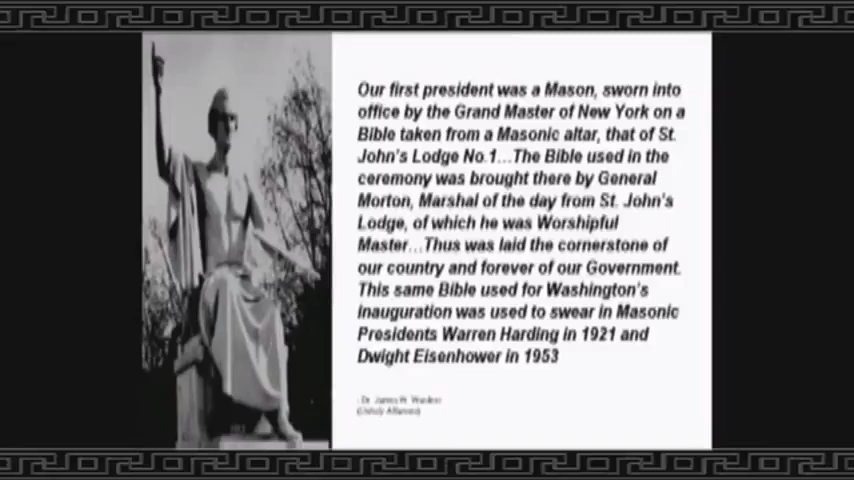 Our first president was a Mason, sworn into
office by the Grand Master of New York on a
Bible taken from a Masonic altar, that of St.
John's Lodge No.1...The Bible used in the
ceremony was brought there by General
Morton, Marshal of the day from St. John's
Lodge, of which he was Worshipful
Master...Thus was laid the cornerstone of
our country and forever of our Government.
This same Bible used for Washington's
inauguration was used to swear in Masonic
Presidents Warren Harding in 1921 and
Dwight Eisenhower in 1953
- Dr. James W.
(Unholy Alliances)